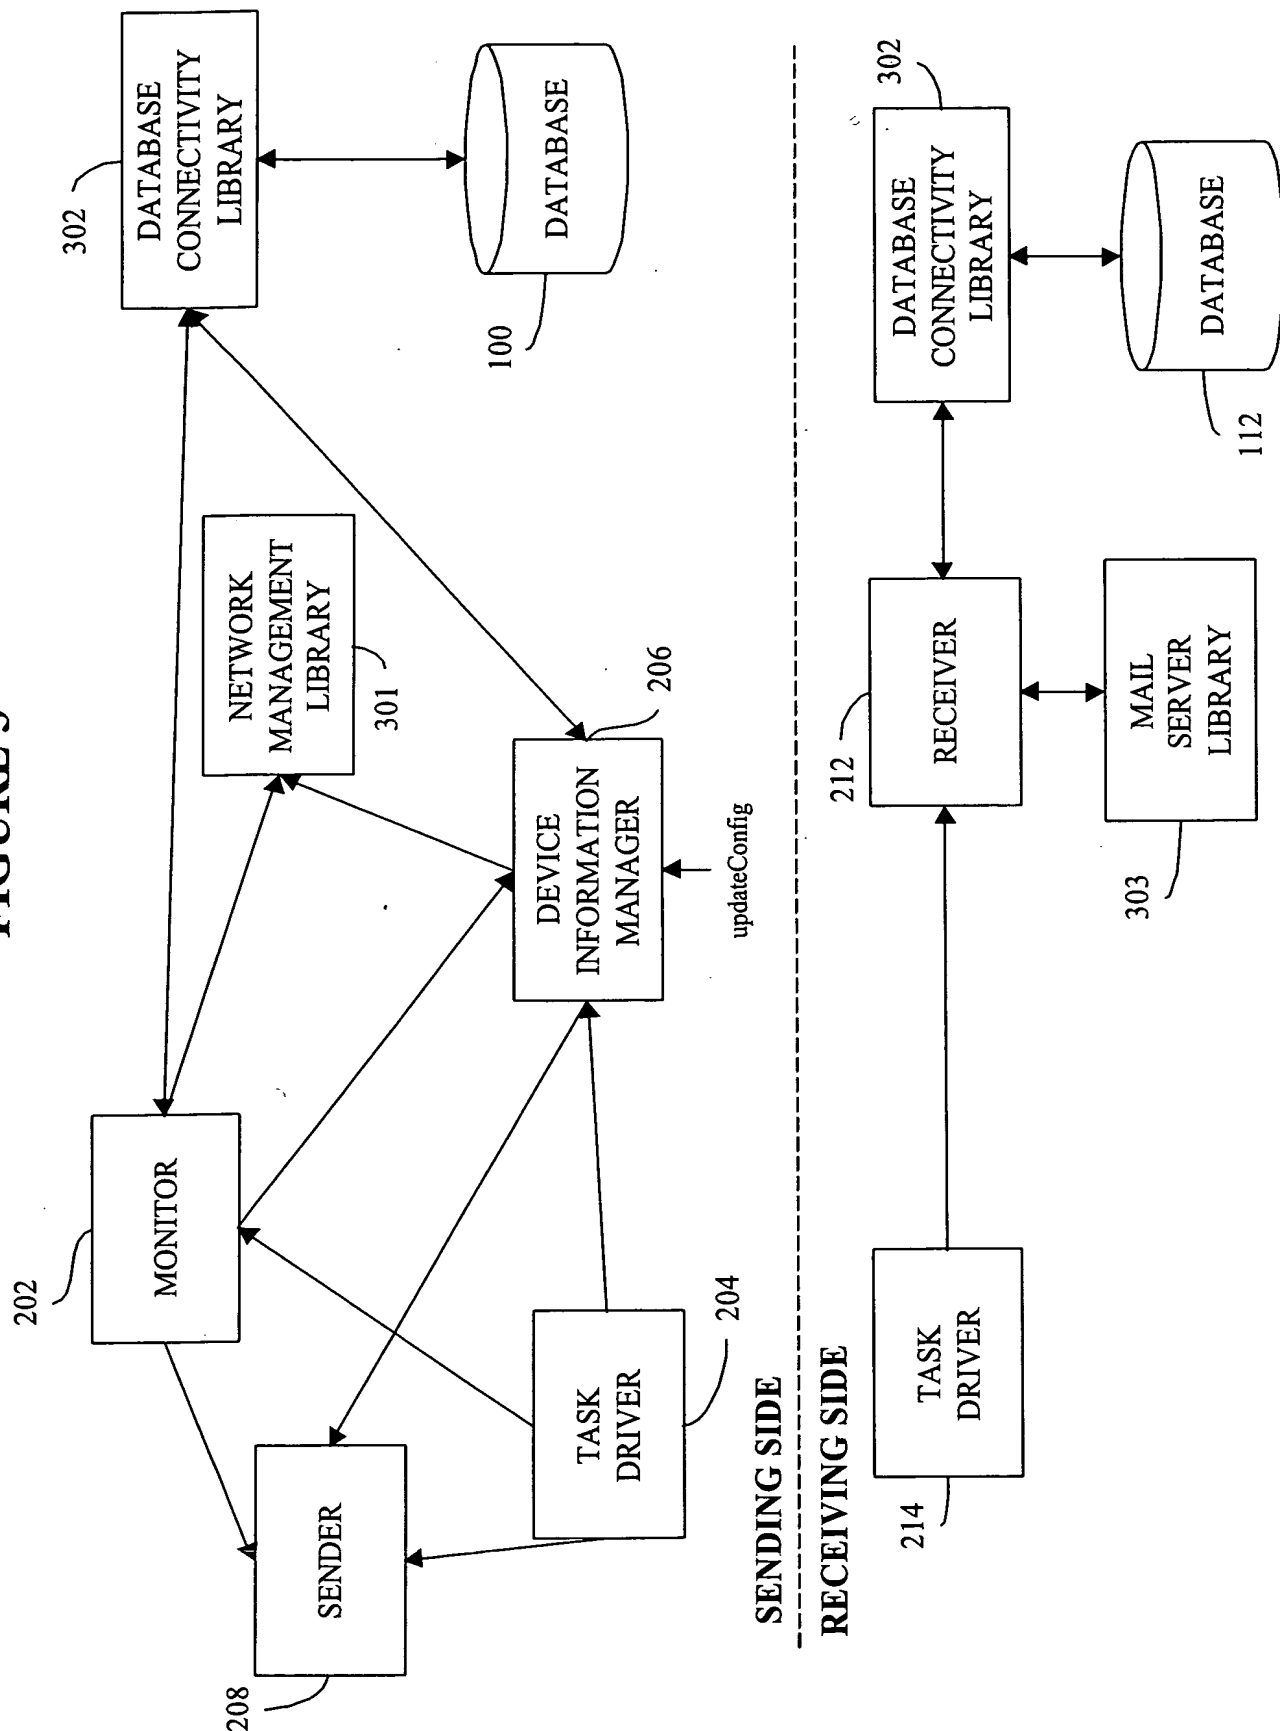 FIGURE
202
MONITOR
302
DATABASE
CONNECTIVITY
LIBRARY
NETWORK
MANAGEMENT
LIBRARY
301
208
SENDER
DATABASE
100
TASK
DRIVER
204
DEVICE
INFORMATION
MANAGER
206
updateConfig
SENDING SIDE
RECEIVING SIDE
214
TASK
DRIVER
212
RECEIVER
302
DATABASE
CONNECTIVITY
LIBRARY
303
MAIL
SERVER
LIBRARY
112
DATABASE